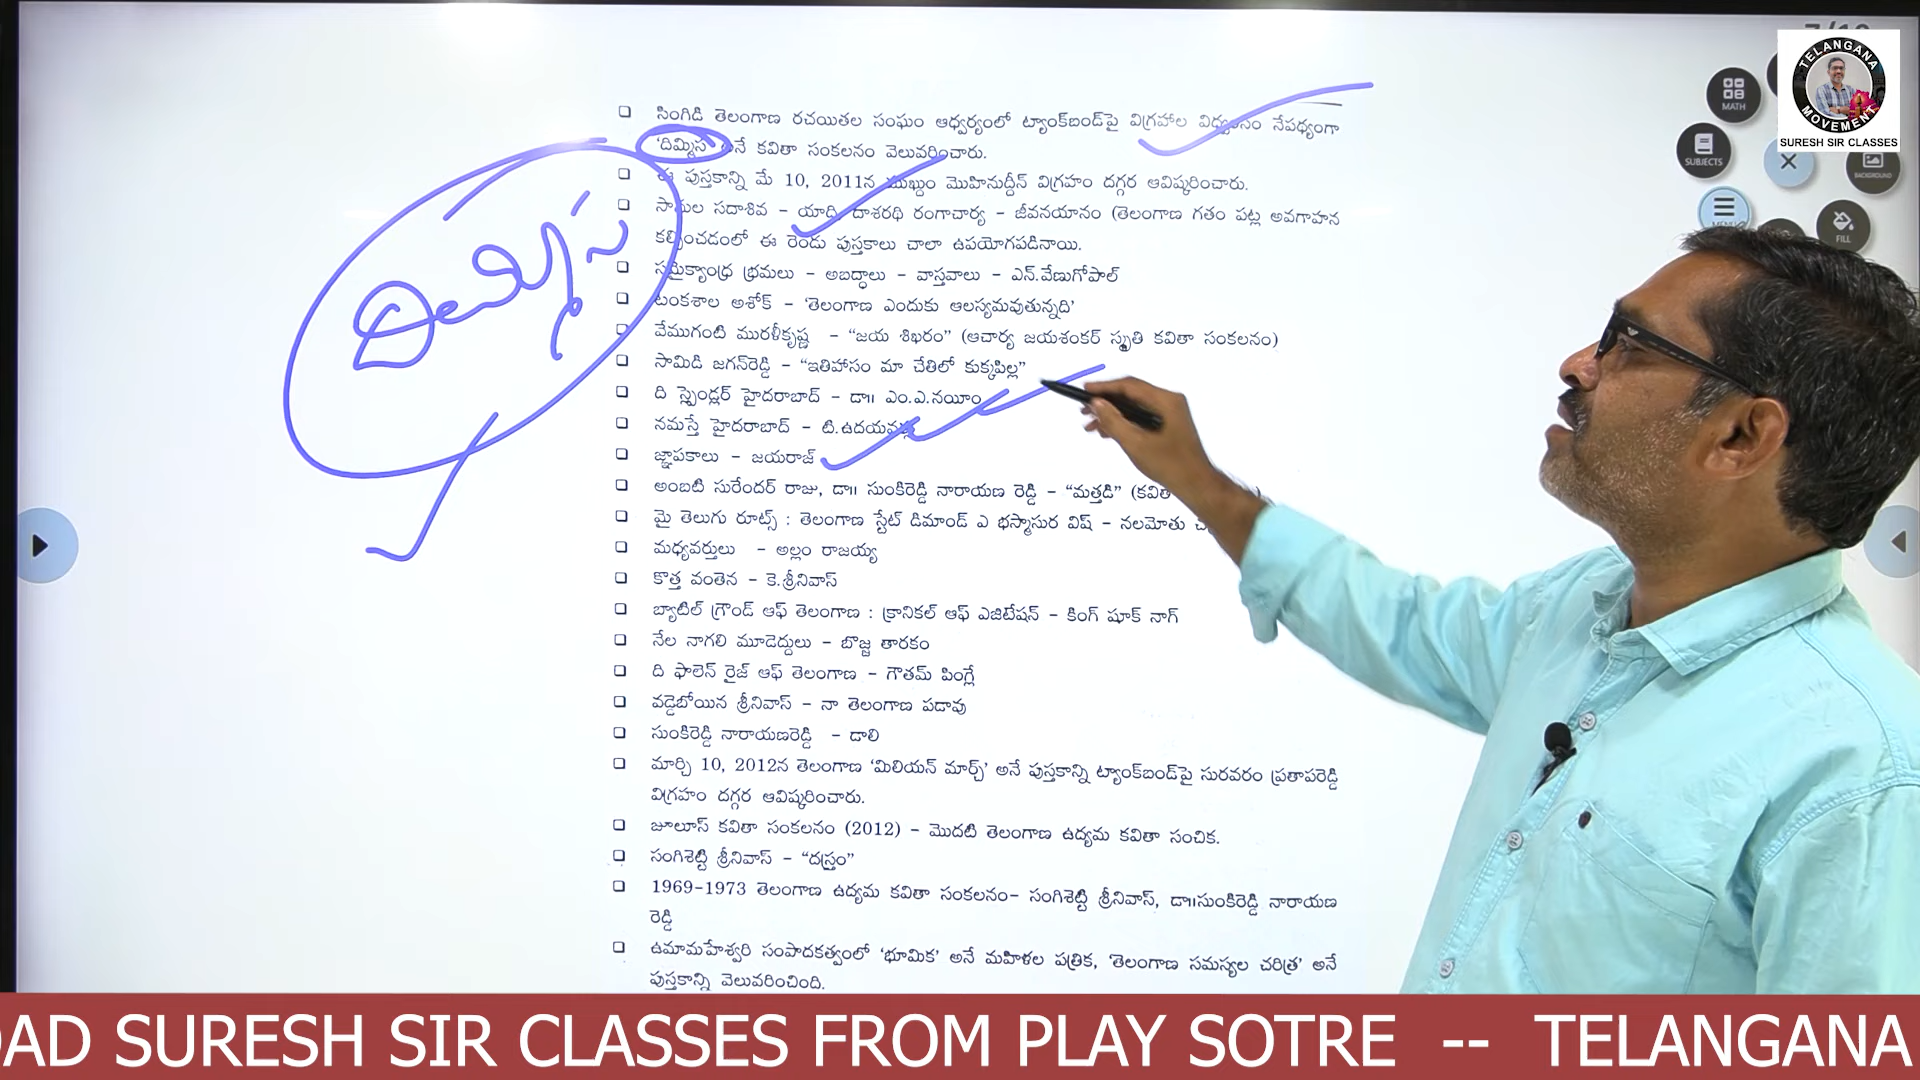 TELANGANA
MOVEMENT
SURESH SIR CLASSES
MATH
SUBJECTS
BACKGROUND
FILL
❑ సింగిడి తెలంగాణ రచయితల సంఘం ఆధ్వర్యంలో ట్యాంక్‌బండ్‌పై విగ్రహాల విధ్వంసం నేపథ్యంగా
‘దిమ్మిస’ అనే కవితా సంకలనం వెలువరించారు.
❑ ఈ పుస్తకాన్ని మే 10, 2011న ముఖ్దుం మొహినుద్దీన్ విగ్రహం దగ్గర ఆవిష్కరించారు.
❑ సామల సదాశివ – యాది, దాశరథి రంగాచార్య – జీవనయానం (తెలంగాణ గతం పట్ల అవగాహన
కల్పించడంలో ఈ రెండు పుస్తకాలు చాలా ఉపయోగపడినాయి.
❑ సమైక్యాంధ్ర భ్రమలు – అబద్ధాలు – వాస్తవాలు – ఎన్.వేణుగోపాల్
❑ టంకశాల అశోక్ – ‘తెలంగాణ ఎందుకు ఆలస్యమవుతున్నది’
❑ వేముగంటి మురళీకృష్ణ – “జయ శిఖరం” (ఆచార్య జయశంకర్ స్మృతి కవితా సంకలనం)
❑ సామిడి జగన్‌రెడ్డి – “ఇతిహాసం మా చేతిలో కుక్కపిల్ల”
❑ ది స్ప్లెండర్ హైదరాబాద్ – డా॥ ఎం.ఎ.నయీం
❑ నమస్తే హైదరాబాద్ – టి.ఉదయవర్లు
❑ జ్ఞాపకాలు – జయరాజ్
❑ అంబటి సురేందర్ రాజు, డా॥ సుంకిరెడ్డి నారాయణ రెడ్డి – “మత్తడి”
❑ మై తెలుగు రూట్స్ : తెలంగాణ స్టేట్ డిమాండ్ ఎ భస్మాసుర విష్ – నలమోతు
❑ మధ్యవర్తులు – అల్లం రాజయ్య
❑ కొత్త వంతెన – కె.శ్రీనివాస్
❑ బ్యాటిల్ గ్రౌండ్ ఆఫ్ తెలంగాణ : క్రానికల్ ఆఫ్ ఎజిటేషన్ – కింగ్ షూక్ నాగ్
❑ నేల నాగలి మూడెద్దులు – బొజ్జ తారకం
❑ ది ఫాలెన్ రైజ్ ఆఫ్ తెలంగాణ – గౌతమ్ పింగ్లే
❑ వడ్డెబోయిన శ్రీనివాస్ – నా తెలంగాణ పడావు
❑ సుంకిరెడ్డి నారాయణరెడ్డి – దాలి
❑ మార్చి 10, 2012న తెలంగాణ ‘మిలియన్ మార్చ్’ అనే పుస్తకాన్ని ట్యాంక్‌బండ్‌పై సురవరం ప్రతాపరెడ్డి
విగ్రహం దగ్గర ఆవిష్కరించారు.
❑ జూలూస్ కవితా సంకలనం (2012) – మొదటి తెలంగాణ ఉద్యమ కవితా సంచిక.
❑ సంగిశెట్టి శ్రీనివాస్ – “దస్త్రం”
❑ 1969-1973 తెలంగాణ ఉద్యమ కవితా సంకలనం- సంగిశెట్టి శ్రీనివాస్, డా॥సుంకిరెడ్డి నారాయణ
రెడ్డి
❑ ఉమామహేశ్వరి సంపాదకత్వంలో ‘భూమిక’ అనే మహిళల పత్రిక, ‘తెలంగాణ సమస్యల చరిత్ర’ అనే
పుస్తకాన్ని వెలువరించింది.
దిమ్మిస
OAD SURESH SIR CLASSES FROM PLAY SOTRE -- TELANGANA